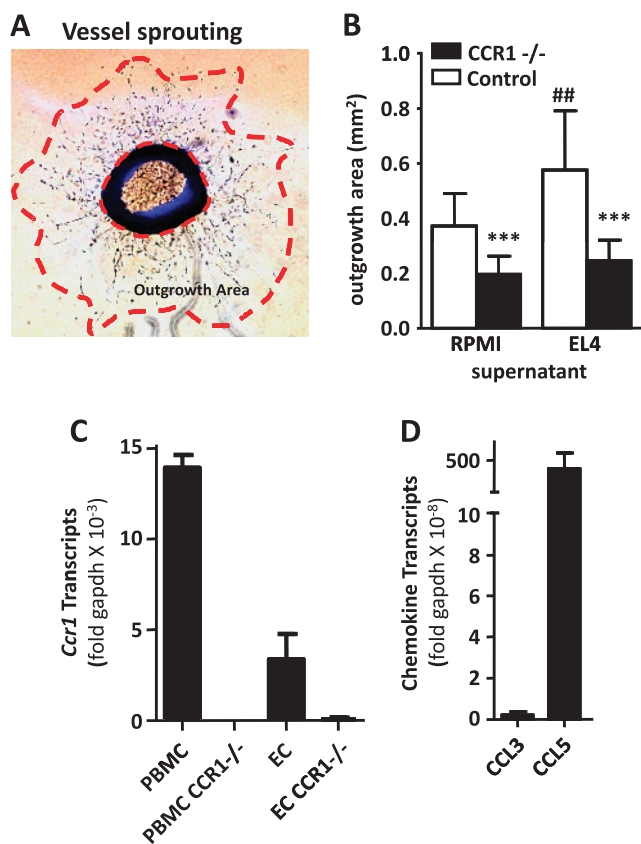 A
Vessel sprouting
Outgrowth Area
B
outgrowth area (mm²)
1.0
0.8
0.6
0.4
0.2
0.0
CCR1 -/-
Control
##
***
***
RPMI
EL4
supernatant
C
Ccr1 Transcripts
(fold gapdh X 10⁻³)
15
10
5
0
PBMC
PBMC CCR1-/-
EC
EC CCR1-/-
D
Chemokine Transcripts
(fold gapdh X 10⁻⁸)
500
10
8
6
4
2
0
CCL3
CCL5